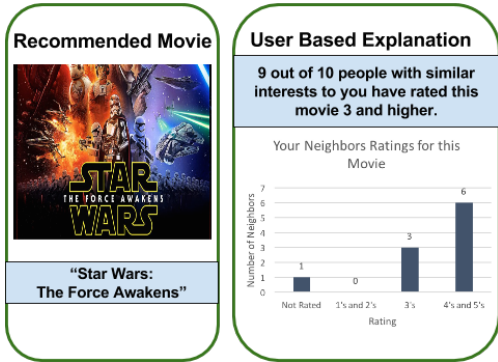 Recommended Movie
STAR
THE FORCE AWAKENS
WARS
“Star Wars:
The Force Awakens”
User Based Explanation
9 out of 10 people with similar
interests to you have rated this
movie 3 and higher.
Your Neighbors Ratings for this
Movie
Number of Neighbors
7
6
5
4
3
2
1
0
1
0
3
6
Not Rated
1's and 2's
3's
4's and 5's
Rating